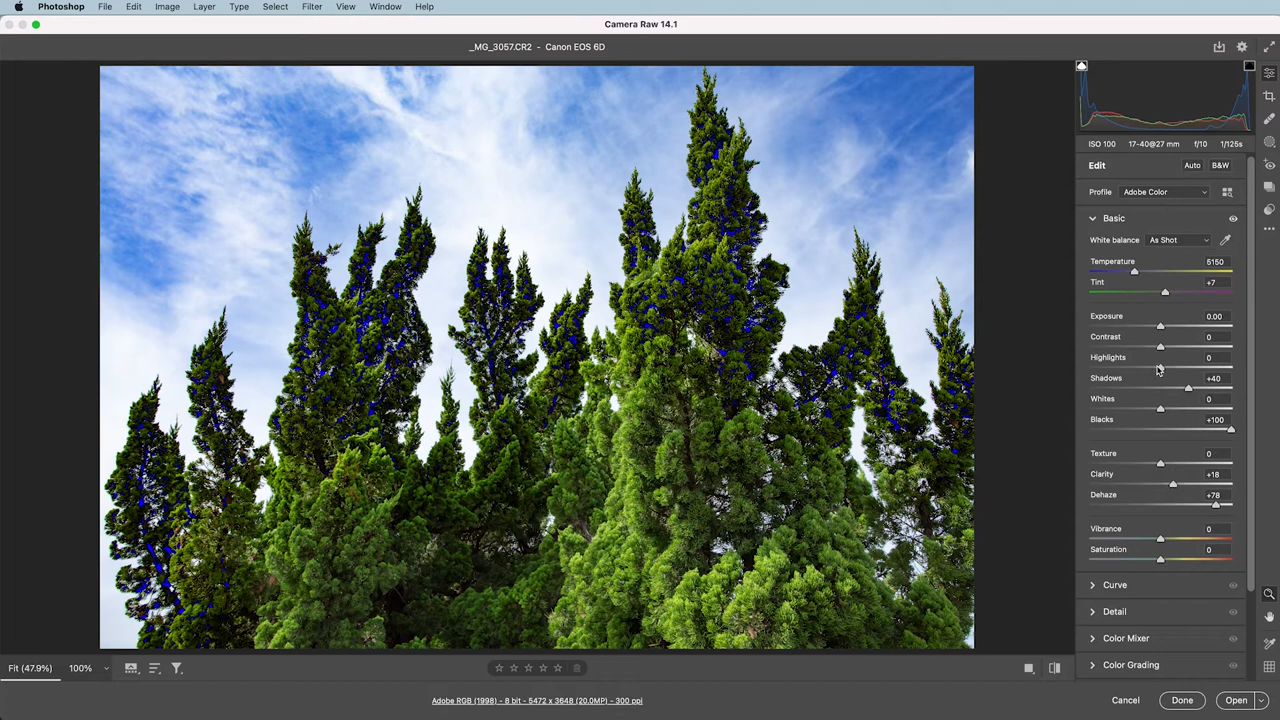 Photoshop File Edit Image Layer Type Select Filter View Window Help
Camera Raw 14.1
_MG_3057.CR2 - Canon EOS 6D
ISO 100 17-40@27 mm f/10 1/125s
Edit Auto B&W
Profile Adobe Color
Basic
White balance As Shot
Temperature 5150
Tint +7
Exposure 0.00
Contrast 0
Highlights 0
Shadows +40
Whites 0
Blacks +100
Texture 0
Clarity +18
Dehaze +78
Vibrance 0
Saturation 0
Curve
Detail
Color Mixer
Color Grading
Fit (47.9%) 100%
Adobe RGB (1998) - 8 bit - 5472 x 3648 (20.0MP) - 300 ppi
Cancel Done Open